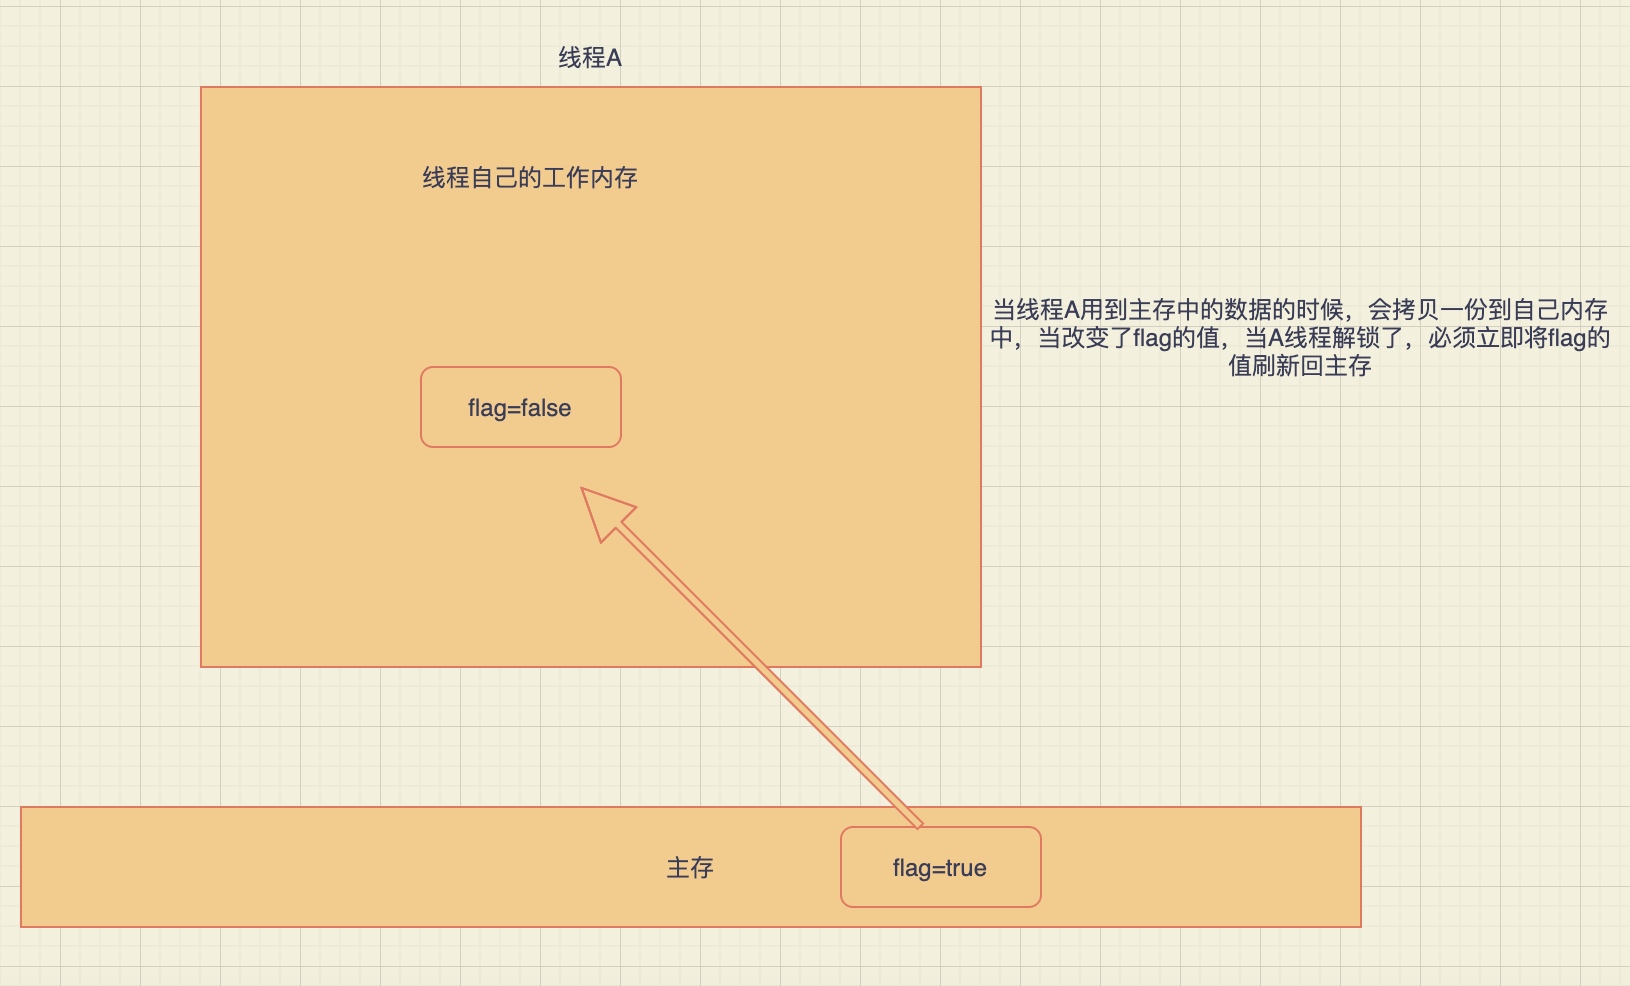 线程A
线程自己的工作内存
当线程A用到主存中的数据的时候，会拷贝一份到自己内存
中，当改变了flag的值，当A线程解锁了，必须立即将flag的
值刷新回主存
flag=false
主存
flag=true